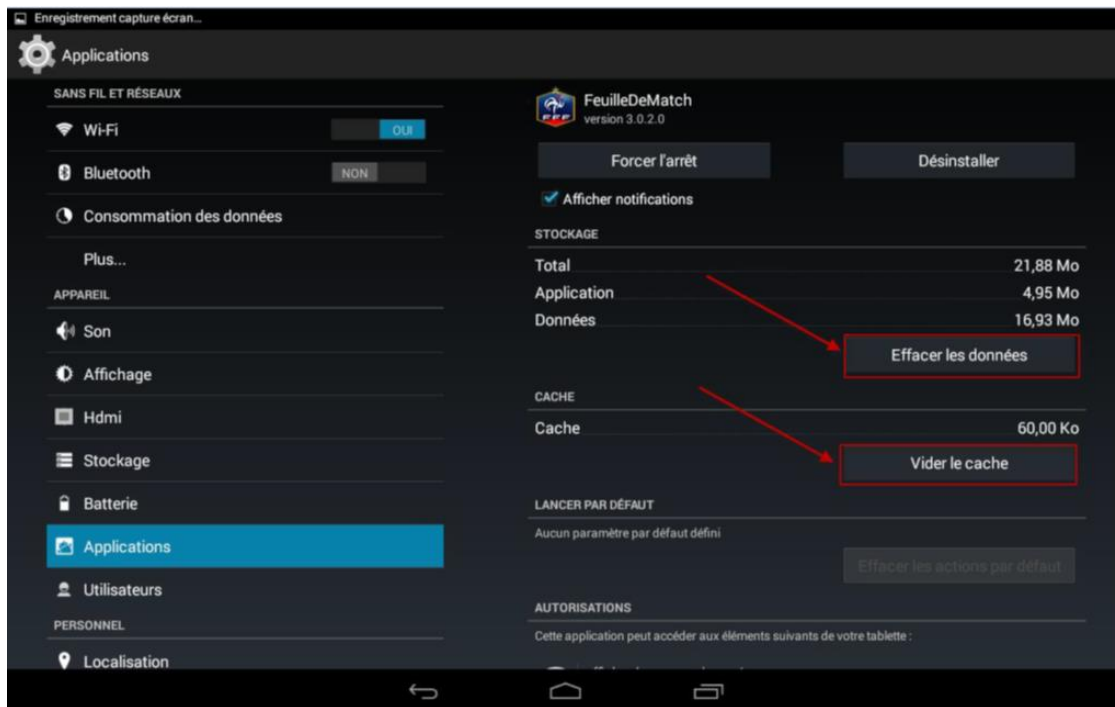 Enregistrement capture écran...
Applications
SANS FIL ET RÉSEAUX
Wi-Fi
OUI
Bluetooth
NON
Consommation des données
Plus...
APPAREIL
Son
Affichage
Hdmi
Stockage
Batterie
Applications
Utilisateurs
PERSONNEL
Localisation
FeuilleDeMatch
version 3.0.2.0
Forcer l'arrêt
Désinstaller
Afficher notifications
STOCKAGE
Total 21,88 Mo
Application 4,95 Mo
Données 16,93 Mo
Effacer les données
CACHE
Cache 60,00 Ko
Vider le cache
LANCER PAR DÉFAUT
Aucun paramètre par défaut défini
Effacer les actions par défaut
AUTORISATIONS
Cette application peut accéder aux éléments suivants de votre tablette :